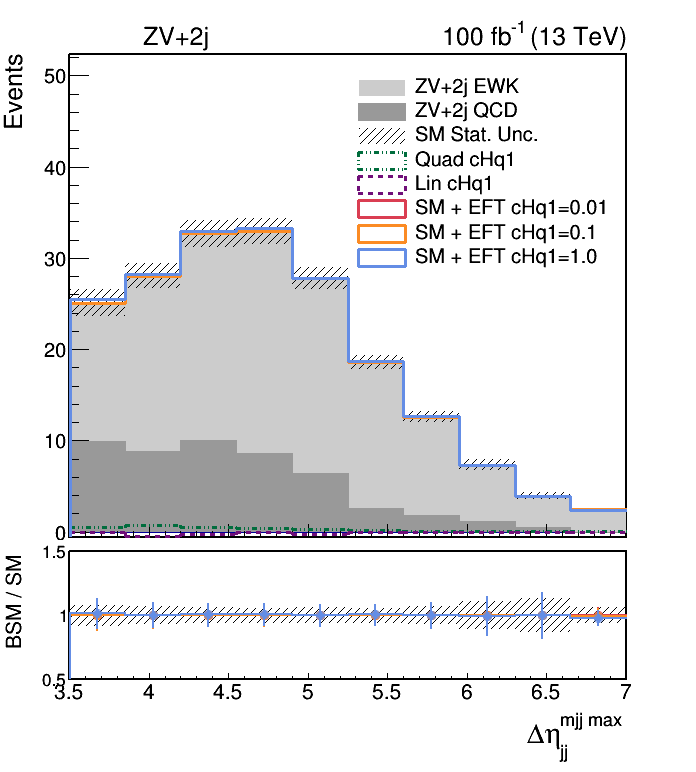 ZV+2j
100 fb-1 (13 TeV)
Events
50
40
30
20
10
0
ZV+2j EWK
ZV+2j QCD
SM Stat. Unc.
Quad cHq1
Lin cHq1
SM + EFT cHq1=0.01
SM + EFT cHq1=0.1
SM + EFT cHq1=1.0
BSM / SM
1.5
1
0.5
3.5 4 4.5 5 5.5 6 6.5 7
Δη jj mjj max